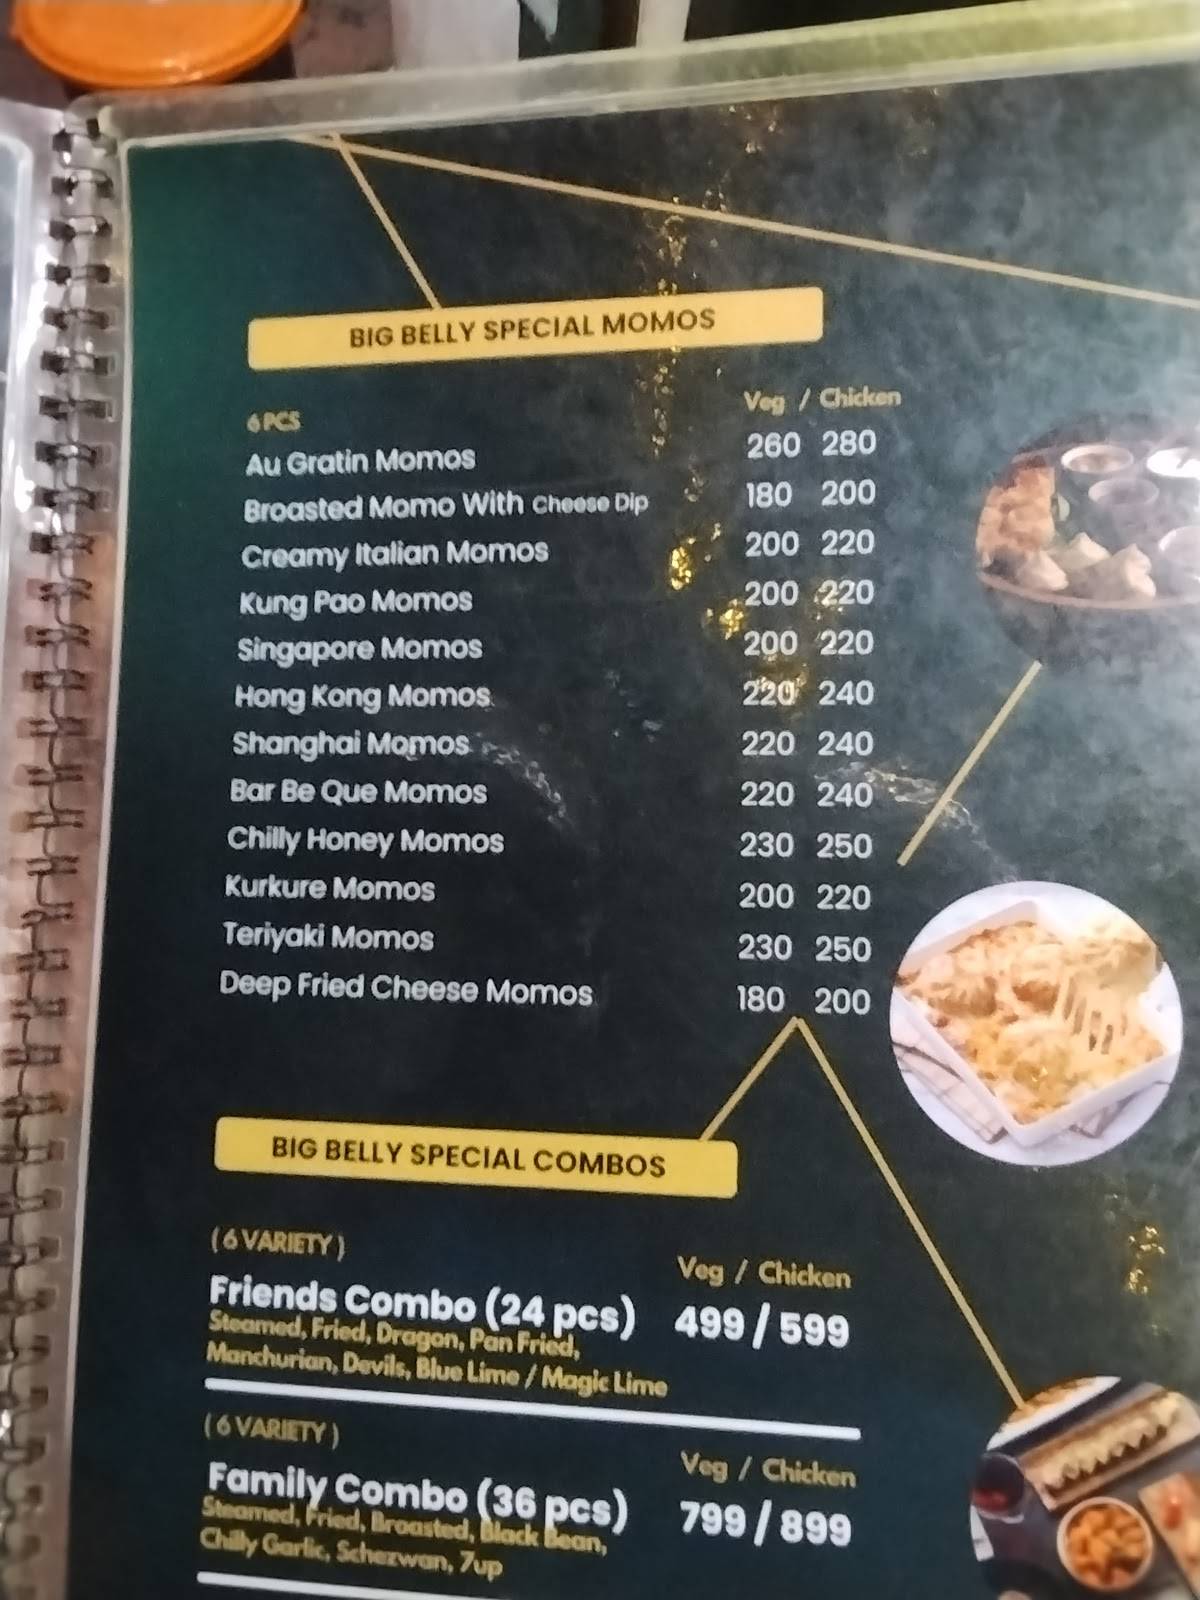 BIG BELLY SPECIAL MOMOS
6 PCS Veg / Chicken
Au Gratin Momos 260 280
Broasted Momo With Cheese Dip 180 200
Creamy Italian Momos 200 220
Kung Pao Momos 200 220
Singapore Momos 200 220
Hong Kong Momos 220 240
Shanghai Momos 220 240
Bar Be Que Momos 220 240
Chilly Honey Momos 230 250
Kurkure Momos 200 220
Teriyaki Momos 230 250
Deep Fried Cheese Momos 180 200
BIG BELLY SPECIAL COMBOS
( 6 VARIETY ) Veg / Chicken
Friends Combo (24 pcs) 499 / 599
Steamed, Fried, Dragon, Pan Fried,
Manchurian, Devils, Blue Lime / Magic Lime
( 6 VARIETY ) Veg / Chicken
Family Combo (36 pcs) 799 / 899
Steamed, Fried, Broasted, Black Bean,
Chilly Garlic, Schezwan, 7up